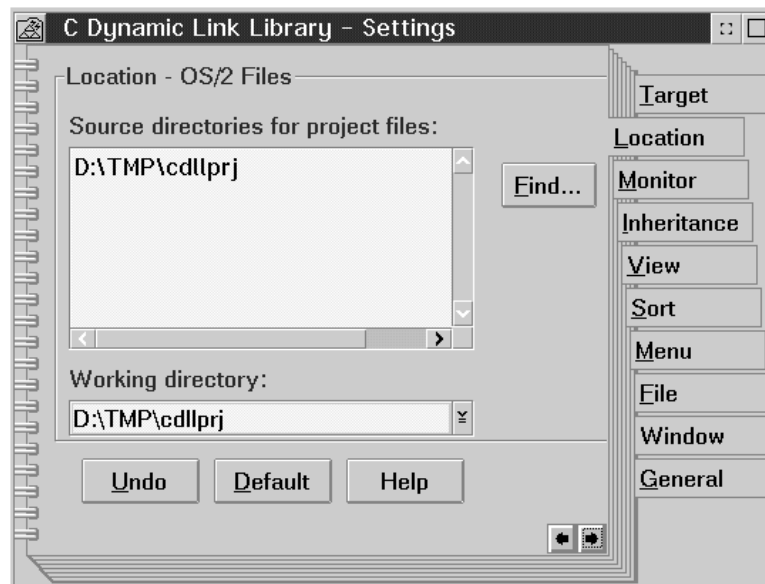 C Dynamic Link Library - Settings
Location - OS/2 Files
Source directories for project files:
D:\TMP\cdllprj
Find...
Working directory:
D:\TMP\cdllprj
Undo
Default
Help
Target
Location
Monitor
Inheritance
View
Sort
Menu
File
Window
General